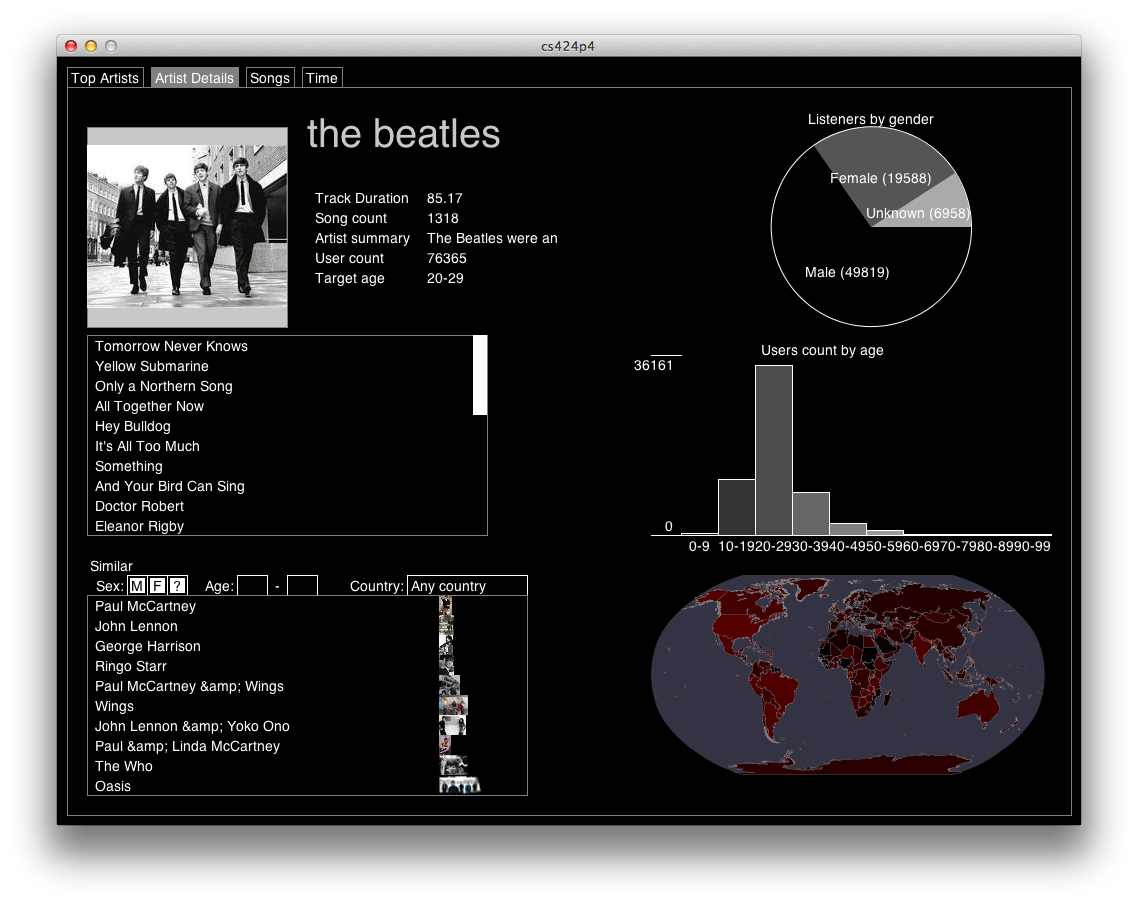 cs424p4
Top Artists Artist Details Songs Time
the beatles
Track Duration 85.17
Song count 1318
Artist summary The Beatles were an
User count 76365
Target age 20-29
Listeners by gender
Female (19588)
Unknown (6958)
Male (49819)
Tomorrow Never Knows
Yellow Submarine
Only a Northern Song
All Together Now
Hey Bulldog
It's All Too Much
Something
And Your Bird Can Sing
Doctor Robert
Eleanor Rigby
Users count by age
36161
0
0-9 10-1920-2930-3940-4950-5960-6970-7980-8990-99
Similar
Sex: M F ? Age: - Country: Any country
Paul McCartney
John Lennon
George Harrison
Ringo Starr
Paul McCartney &amp; Wings
Wings
John Lennon &amp; Yoko Ono
Paul &amp; Linda McCartney
The Who
Oasis